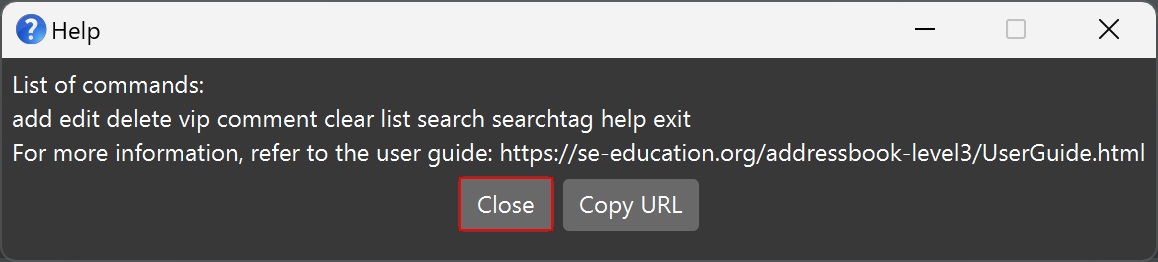 Help
List of commands:
add edit delete vip comment clear list search searchtag help exit
For more information, refer to the user guide: https://se-education.org/addressbook-level3/UserGuide.html
Close Copy URL